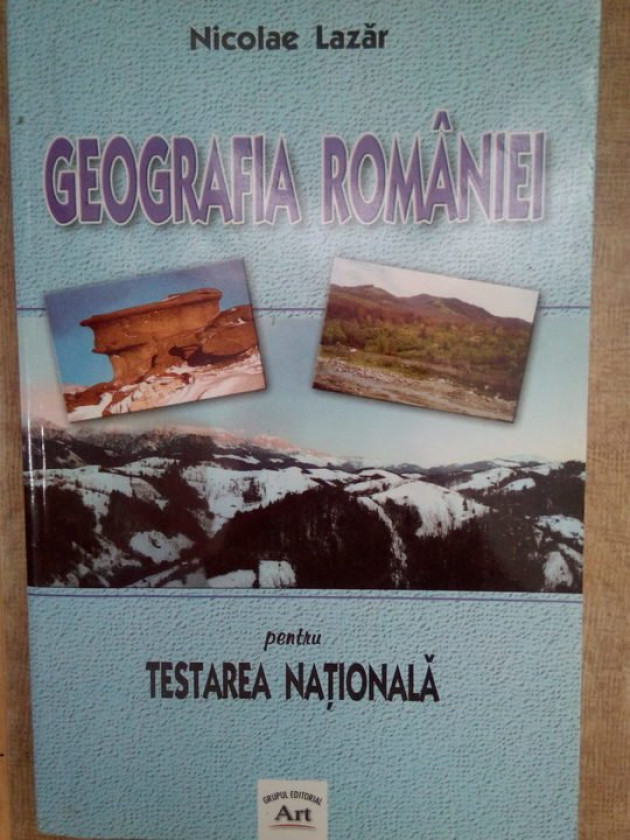 Nicolae Lazăr
GEOGRAFIA ROMÂNIEI
pentru
TESTAREA NAȚIONALĂ
GRUPUL EDITORIAL
Art